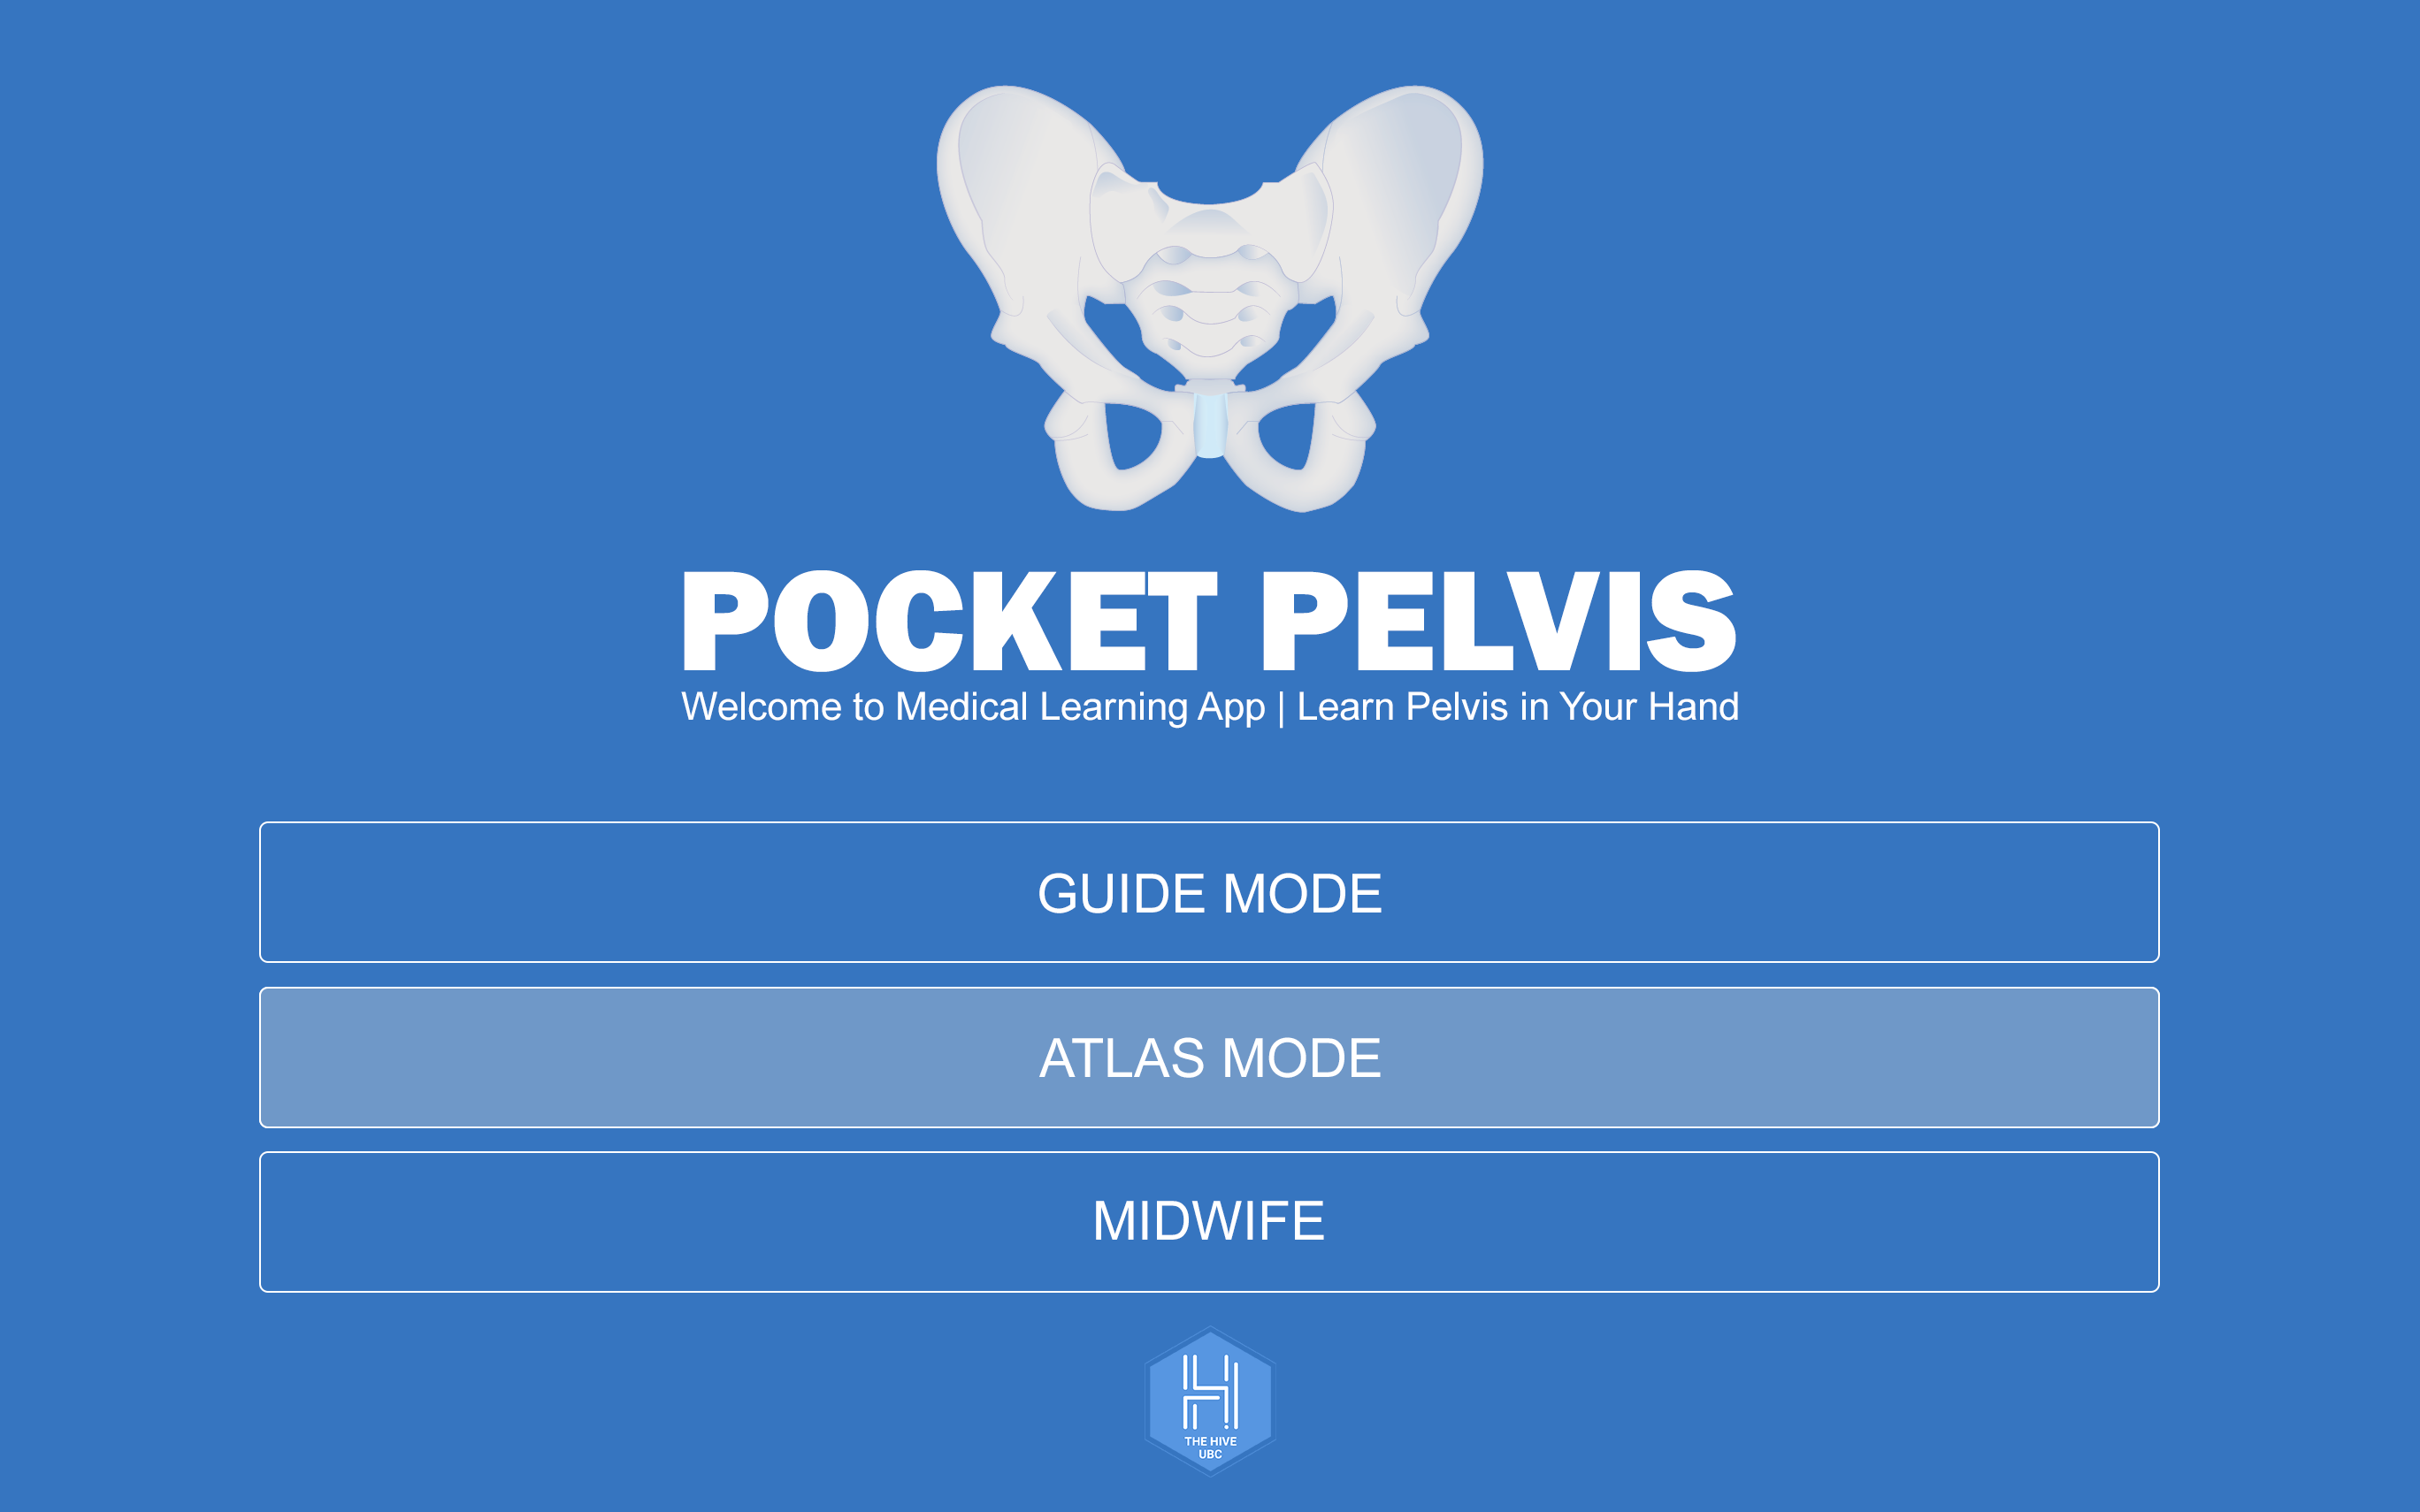 POCKET PELVIS
Welcome to Medical Learning App | Learn Pelvis in Your Hand
GUIDE MODE
ATLAS MODE
MIDWIFE
THE HIVE
UBC